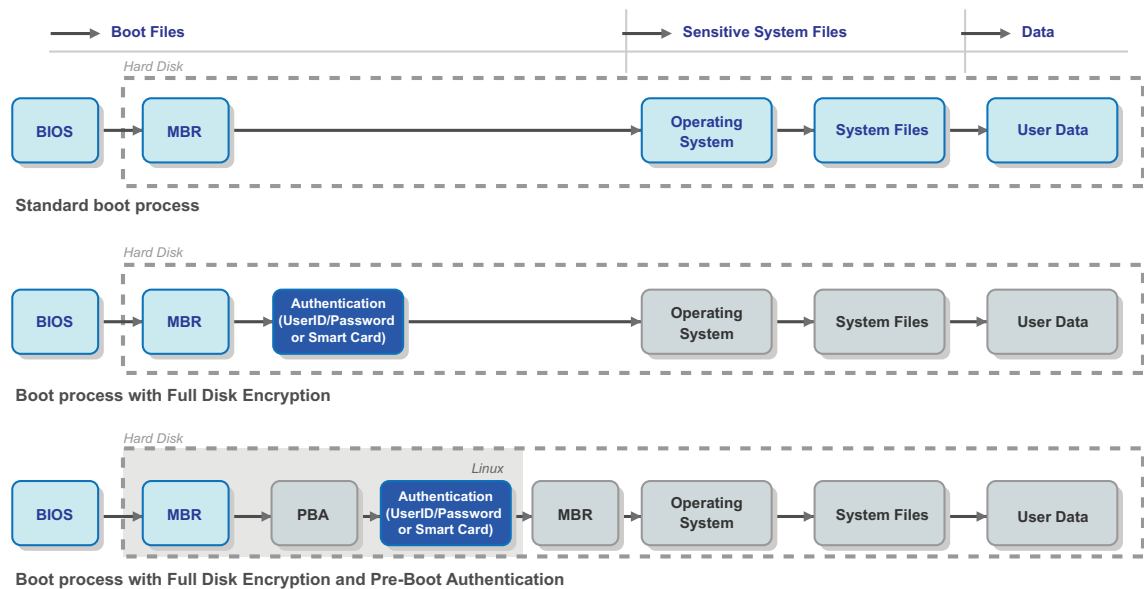 Boot Files
Sensitive System Files
Data
Hard Disk
BIOS
MBR
Operating
System
System Files
User Data
Standard boot process
Hard Disk
BIOS
MBR
Authentication
(UserID/Password
or Smart Card)
Operating
System
System Files
User Data
Boot process with Full Disk Encryption
Hard Disk
Linux
BIOS
MBR
PBA
Authentication
(UserID/Password
or Smart Card)
MBR
Operating
System
System Files
User Data
Boot process with Full Disk Encryption and Pre-Boot Authentication